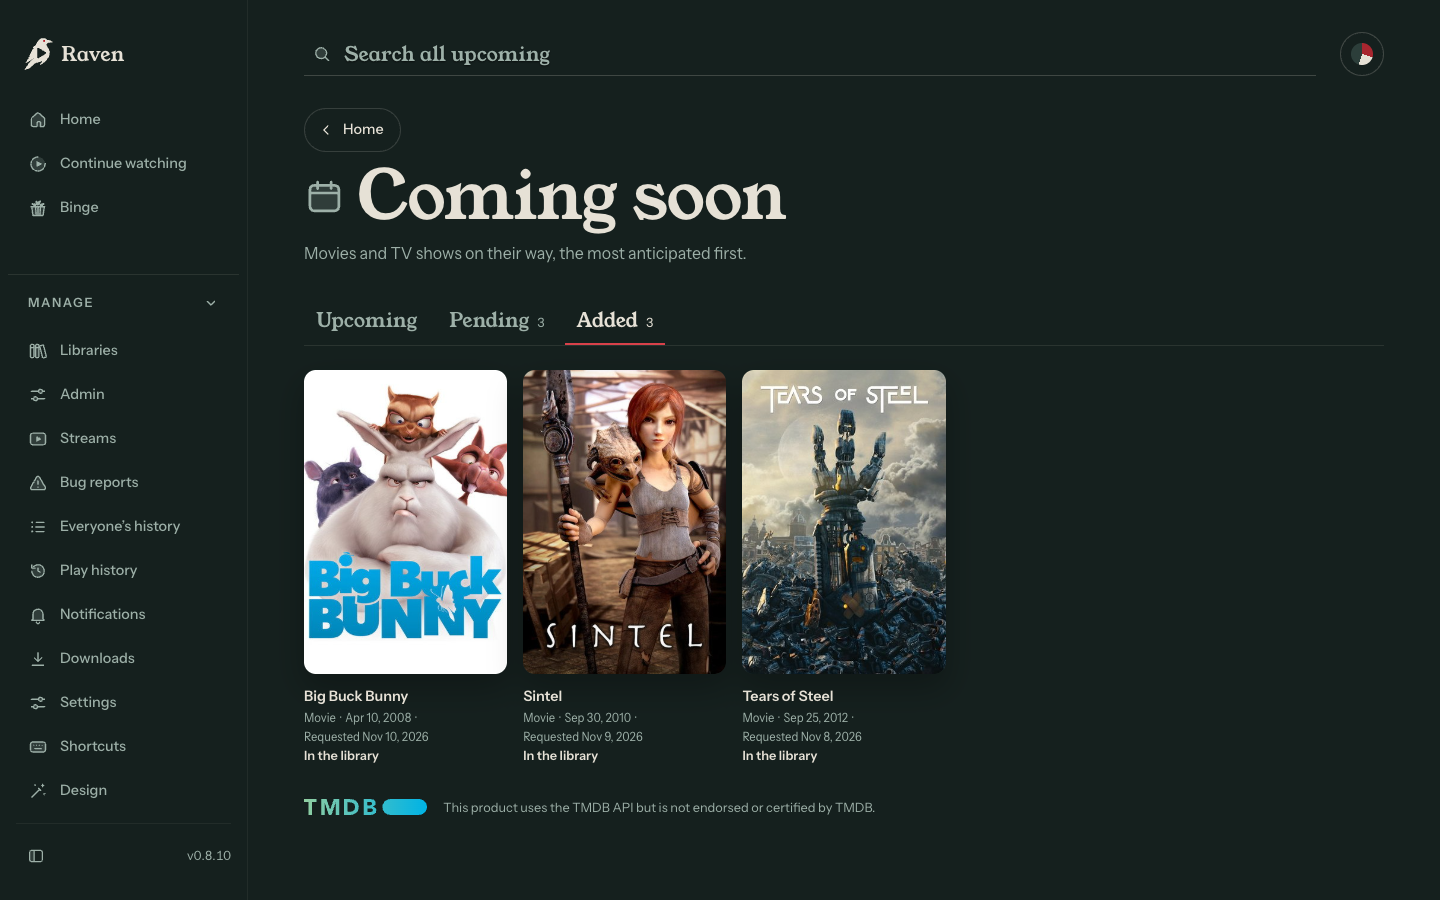 Raven
Search all upcoming
Home
Continue watching
Binge
MANAGE
Libraries
Admin
Streams
Bug reports
Everyone's history
Play history
Notifications
Downloads
Settings
Shortcuts
Design
v0.8.10
Home
Coming soon
Movies and TV shows on their way, the most anticipated first.
Upcoming
Pending 3
Added 3
Big Buck
BUNNY
SINTEL
TEARS OF STEEL
Big Buck Bunny
Movie · Apr 10, 2008 ·
Requested Nov 10, 2026
In the library
Sintel
Movie · Sep 30, 2010 ·
Requested Nov 9, 2026
In the library
Tears of Steel
Movie · Sep 25, 2012 ·
Requested Nov 8, 2026
In the library
TMDB
This product uses the TMDB API but is not endorsed or certified by TMDB.